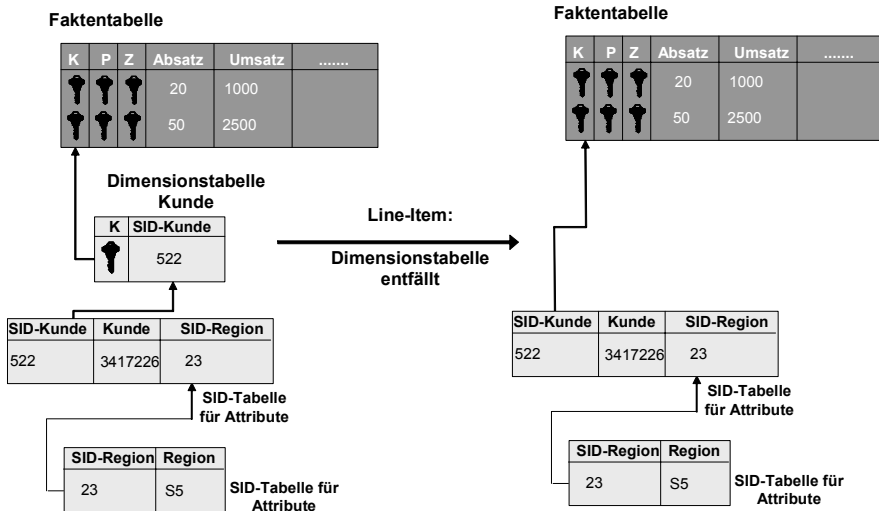 Faktentabelle
K P Z Absatz Umsatz .......
20 1000
50 2500
Dimensionstabelle
Kunde
K SID-Kunde
522
SID-Kunde Kunde SID-Region
522 3417226 23
SID-Tabelle
für Attribute
SID-Region Region
23 S5
SID-Tabelle für
Attribute
Line-Item:
Dimensionstabelle
entfällt
Faktentabelle
K P Z Absatz Umsatz .......
20 1000
50 2500
SID-Kunde Kunde SID-Region
522 3417226 23
SID-Tabelle
für Attribute
SID-Region Region
23 S5
SID-Tabelle für
Attribute